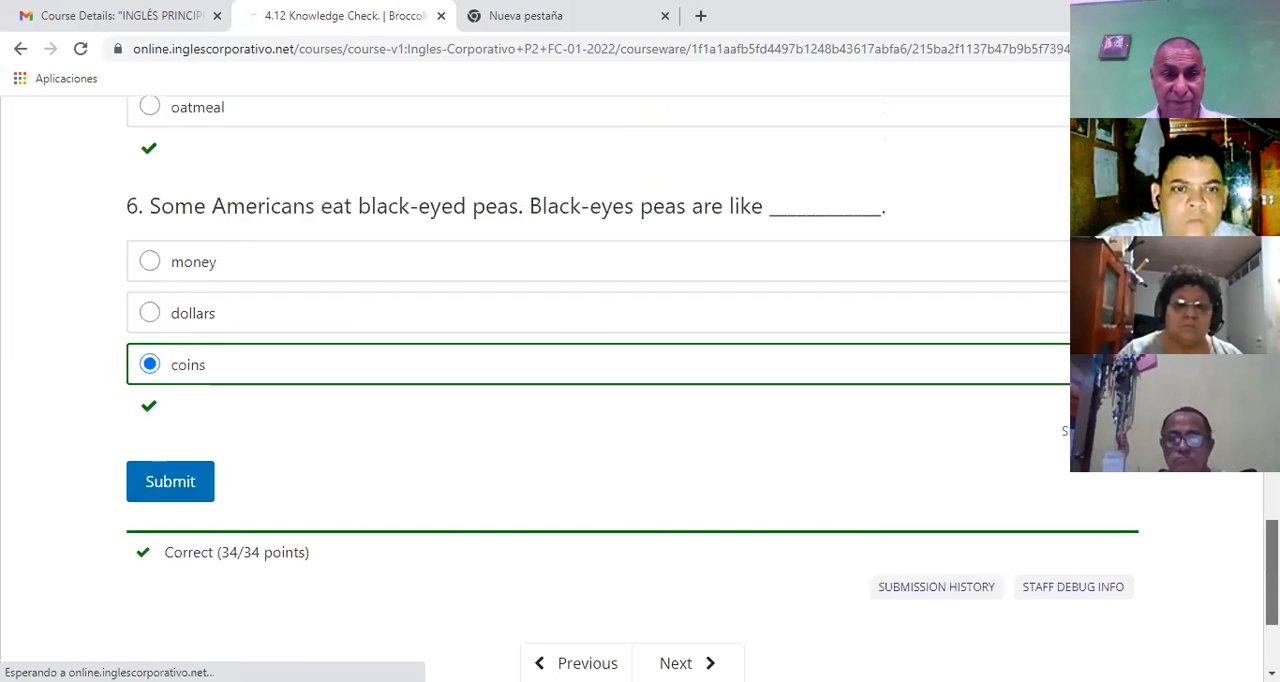 Course Details: "INGLÉS PRINCIPI
4.12 Knowledge Check. | Broccoli
Nueva pestaña
online.inglescorporativo.net/courses/course-v1:Ingles-Corporativo+P2+FC-01-2022/courseware/1f1a1aafb5fd4497b1248b43617abfa6/215ba2f1137b47b9b5f7394
Aplicaciones
oatmeal
6. Some Americans eat black-eyed peas. Black-eyes peas are like ____________.
money
dollars
coins
S
Submit
Correct (34/34 points)
SUBMISSION HISTORY STAFF DEBUG INFO
Previous Next
Esperando a online.inglescorporativo.net...